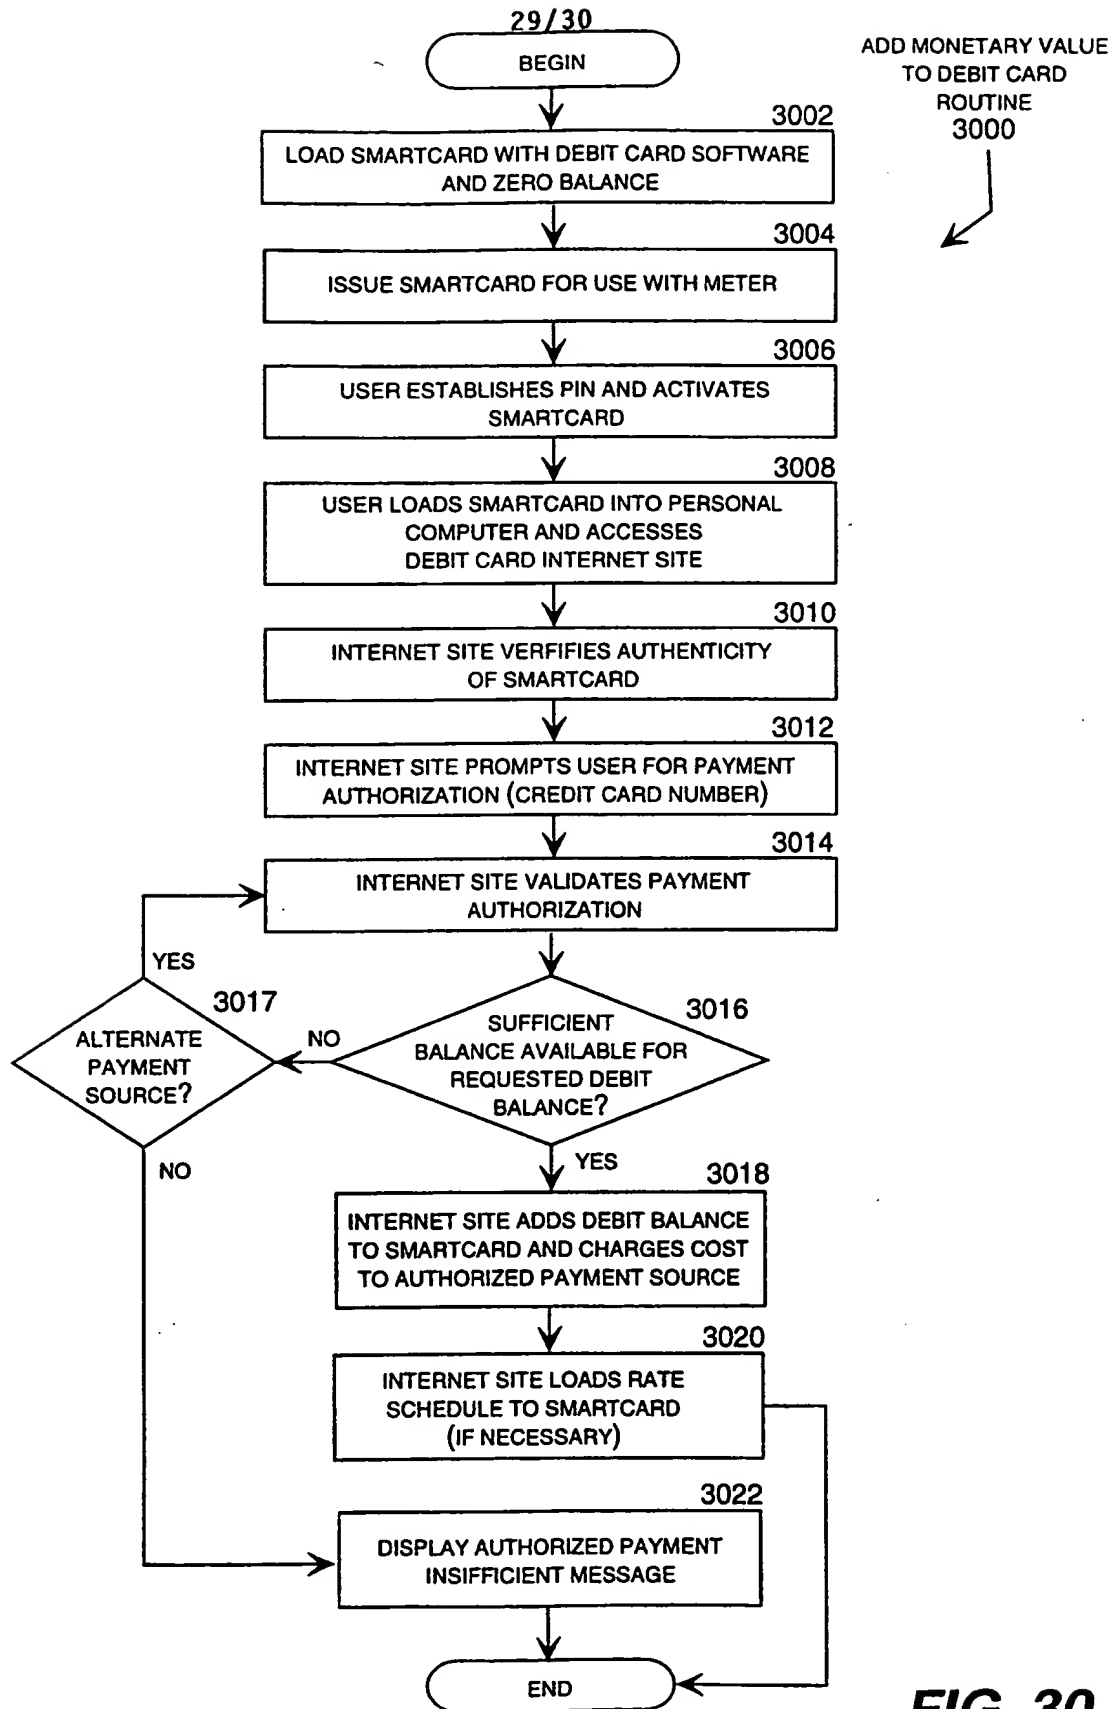 29/30
BEGIN
ADD MONETARY VALUE
TO DEBIT CARD
ROUTINE
3000
3002
LOAD SMARTCARD WITH DEBIT CARD SOFTWARE
AND ZERO BALANCE
3004
ISSUE SMARTCARD FOR USE WITH METER
3006
USER ESTABLISHES PIN AND ACTIVATES
SMARTCARD
3008
USER LOADS SMARTCARD INTO PERSONAL
COMPUTER AND ACCESSES
DEBIT CARD INTERNET SITE
3010
INTERNET SITE VERFIFIES AUTHENTICITY
OF SMARTCARD
3012
INTERNET SITE PROMPTS USER FOR PAYMENT
AUTHORIZATION (CREDIT CARD NUMBER)
3014
INTERNET SITE VALIDATES PAYMENT
AUTHORIZATION
YES
3017
ALTERNATE
PAYMENT
SOURCE?
NO
3016
SUFFICIENT
BALANCE AVAILABLE FOR
REQUESTED DEBIT
BALANCE?
NO
YES
3018
INTERNET SITE ADDS DEBIT BALANCE
TO SMARTCARD AND CHARGES COST
TO AUTHORIZED PAYMENT SOURCE
3020
INTERNET SITE LOADS RATE
SCHEDULE TO SMARTCARD
(IF NECESSARY)
3022
DISPLAY AUTHORIZED PAYMENT
INSIFFICIENT MESSAGE
END
FIG. 30